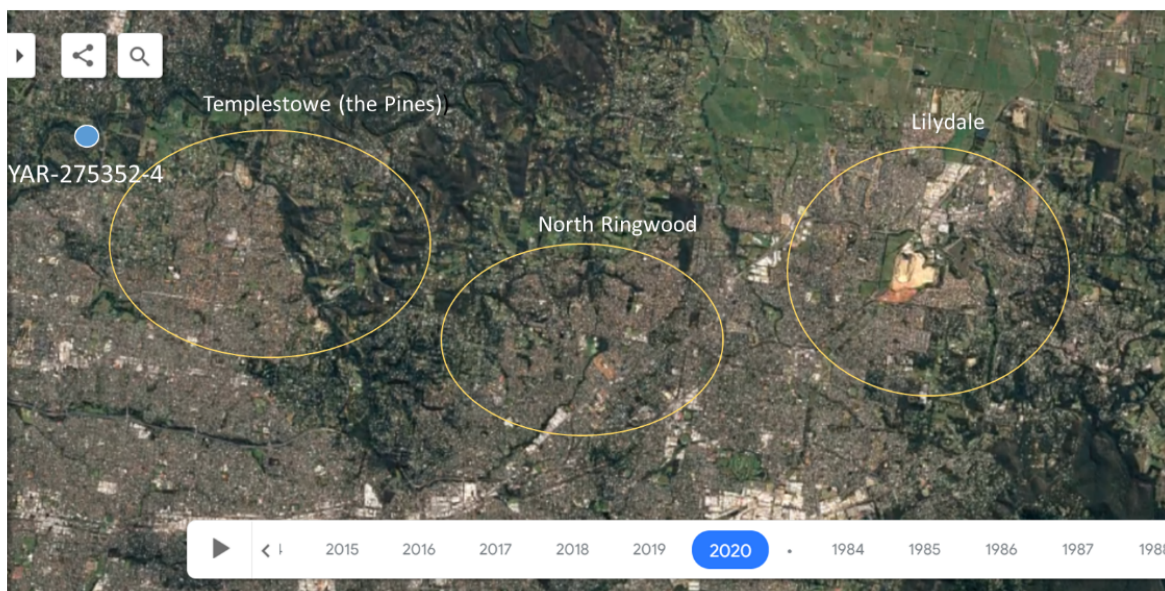 Templestowe (the Pines)
Lilydale
YAR-275352-4
North Ringwood
2015 2016 2017 2018 2019 2020 1984 1985 1986 1987